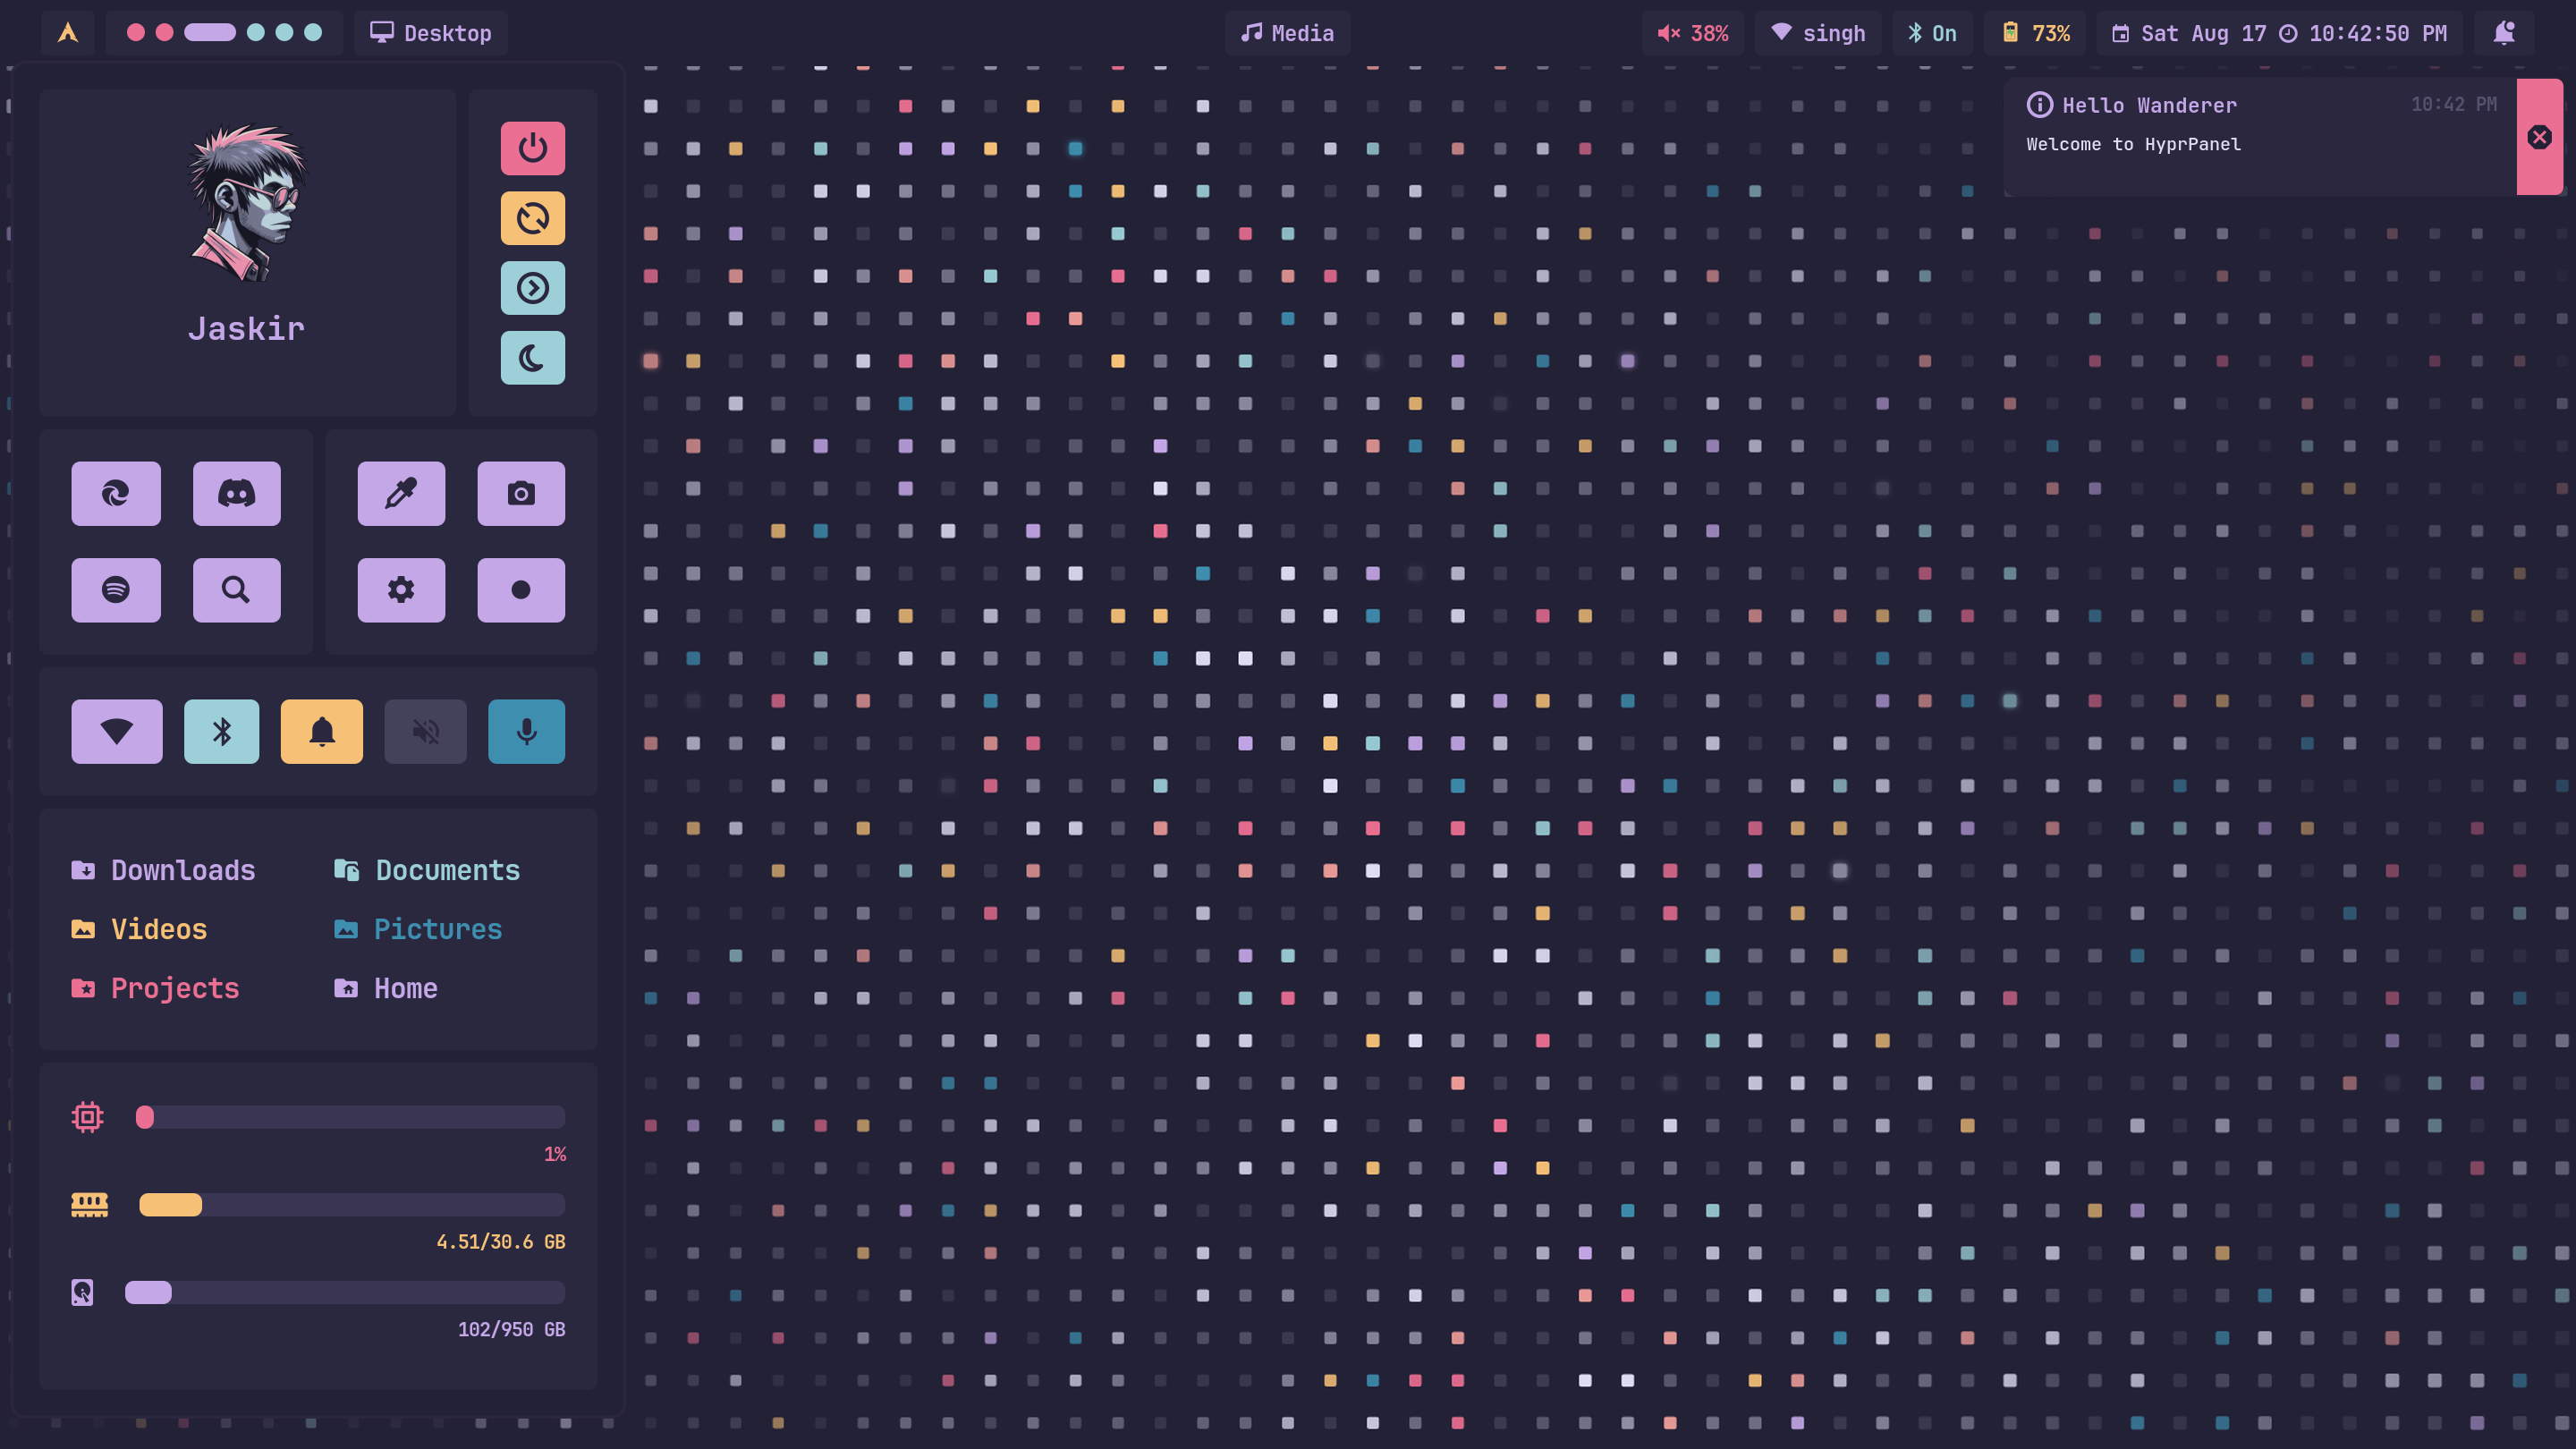 Desktop
Media
38%
singh
On
73%
Sat Aug 17 10:42:50 PM
Hello Wanderer
10:42 PM
Welcome to HyprPanel
Jaskir
Downloads
Documents
Videos
Pictures
Projects
Home
1%
4.51/30.6 GB
102/950 GB